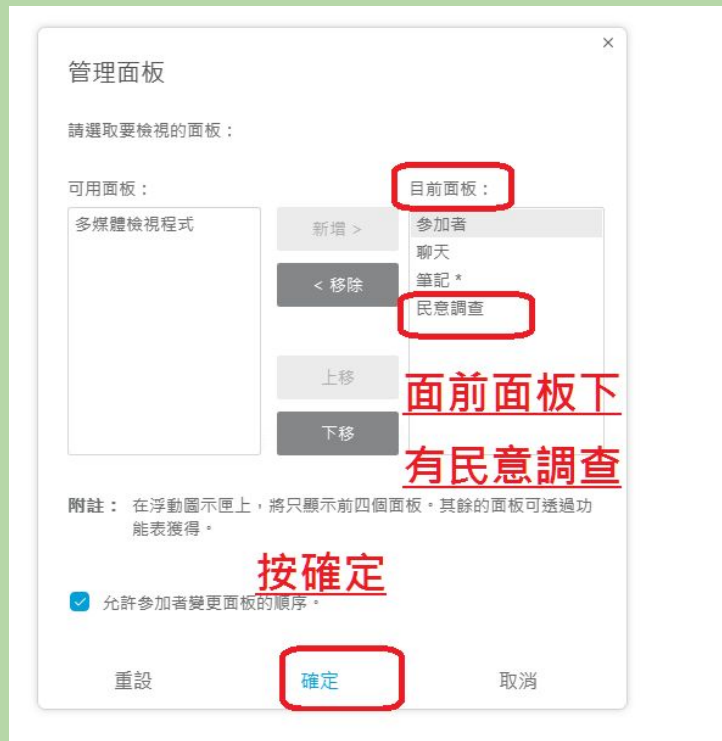 ×
管理面板
請選取要檢視的面板：
可用面板：
目前面板：
多媒體檢視程式
新增 >
參加者
聊天
< 移除
筆記 *
民意調查
上移
面前面板下
下移
有民意調查
附註： 在浮動圖示匣上，將只顯示前四個面板。其餘的面板可透過功
能表獲得。
按確定
允許參加者變更面板的順序。
重設
確定
取消